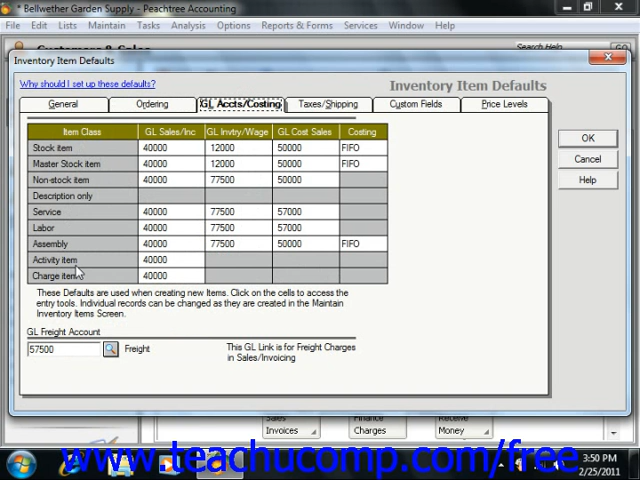 * Bellwether Garden Supply - Peachtree Accounting
File Edit Lists Maintain Tasks Analysis Options Reports & Forms Services Window Help
Customers & Sales
Search Help
GO
Inventory Item Defaults
Why should I set up these defaults?
Inventory Item Defaults
General Ordering GL Accts/Costing Taxes/Shipping Custom Fields Price Levels
Item Class GL Sales/Inc GL Invtry/Wage GL Cost Sales Costing
Stock item 40000 12000 50000 FIFO
Master Stock item 40000 12000 50000 FIFO
Non-stock item 40000 77500 50000
Description only
Service 40000 77500 57000
Labor 40000 77500 57000
Assembly 40000 77500 50000 FIFO
Activity item 40000
Charge item 40000
These Defaults are used when creating new Items. Click on the cells to access the
entry tools. Individual records can be changed as they are created in the Maintain
Inventory Items Screen.
GL Freight Account
57500 Freight
This GL Link is for Freight Charges
in Sales/Invoicing
OK
Cancel
Help
Sales
Invoices
Finance
Charges
Receive
Money
www.teachucomp.com/free
3:50 PM
2/25/2011